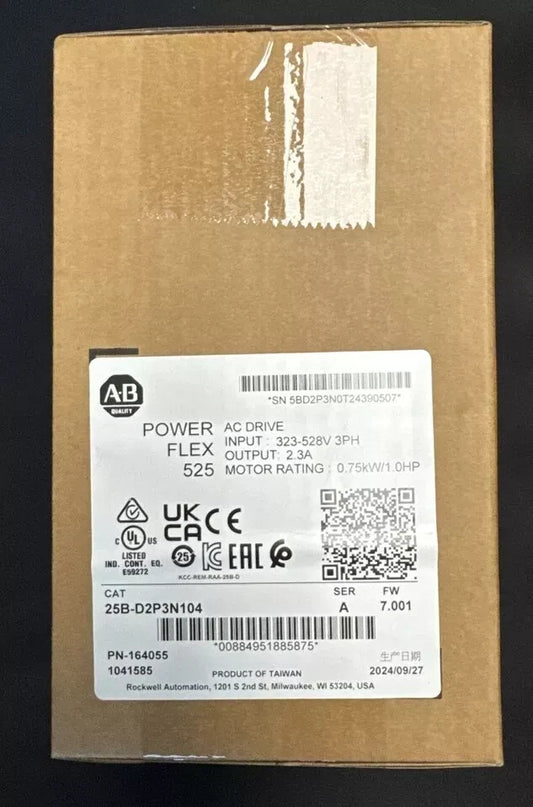 A·B
QUALITY
*SN 5BD2P3N0T24390507*
POWER
FLEX
525
AC DRIVE
INPUT : 323-528V 3PH
OUTPUT: 2.3A
MOTOR RATING : 0.75kW/1.0HP
UK
CA
CE
C UL US
LISTED
IND. CONT. EQ.
E59272
25
EAC
KCC-REM-RAA-25B-D
CAT
25B-D2P3N104
SER
A
FW
7.001
*00884951885875*
PN-164055
1041585
生产日期
2024/09/27
PRODUCT OF TAIWAN
Rockwell Automation, 1201 S 2nd St, Milwaukee, WI 53204, USA